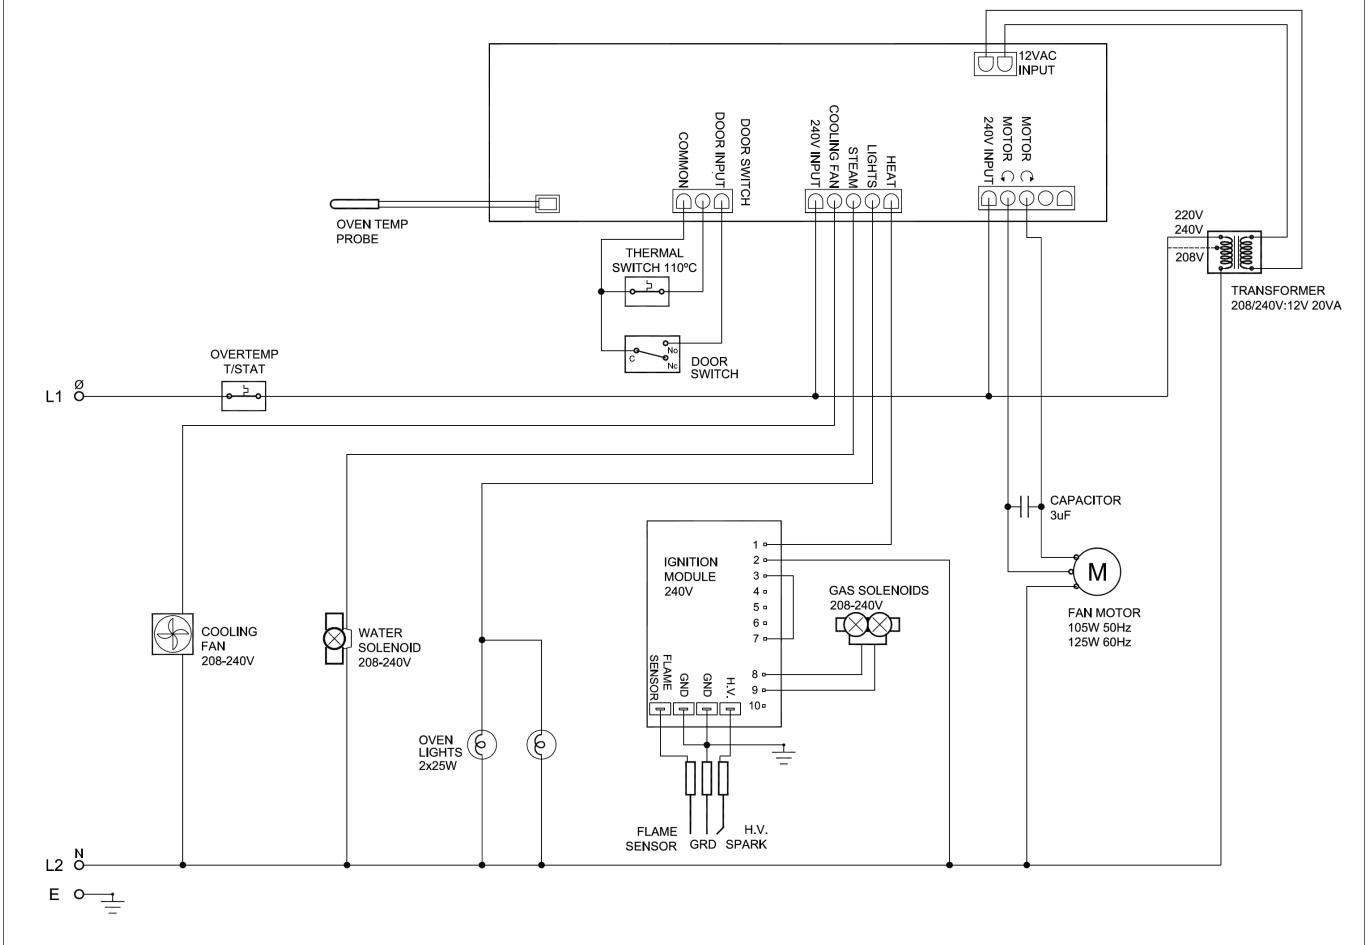 12VAC
INPUT
COMMON
DOOR INPUT
DOOR SWITCH
240V INPUT
COOLING FAN
STEAM
LIGHTS
HEAT
240V INPUT
MOTOR
MOTOR
OVEN TEMP
PROBE
220V
240V
208V
THERMAL
SWITCH 110ºC
TRANSFORMER
208/240V:12V 20VA
No
C
Nc
DOOR
SWITCH
OVERTEMP
T/STAT
L1 Ø
CAPACITOR
3uF
IGNITION
MODULE
240V
1
2
3
4
5
6
7
8
9
10
GAS SOLENOIDS
208-240V
M
FAN MOTOR
105W 50Hz
125W 60Hz
COOLING
FAN
208-240V
WATER
SOLENOID
208-240V
FLAME
SENSOR
GND
GND
H.V.
OVEN
LIGHTS
2x25W
FLAME
SENSOR
GRD
H.V.
SPARK
L2 N
E